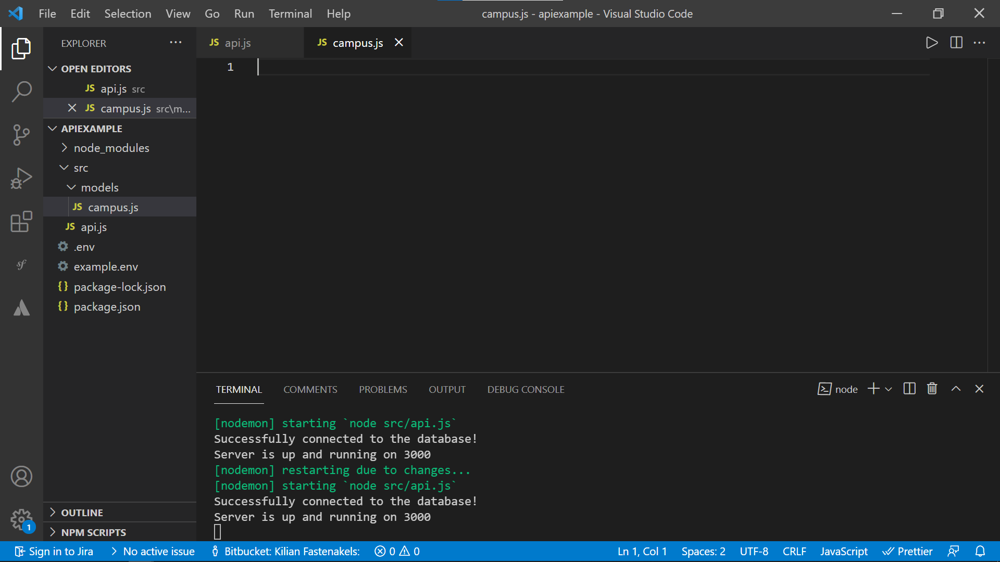 File Edit Selection View Go Run Terminal Help campus.js - apiexample - Visual Studio Code
EXPLORER
JS api.js
JS campus.js
OPEN EDITORS
JS api.js src
JS campus.js src\m...
APIEXAMPLE
node_modules
src
models
JS campus.js
JS api.js
.env
example.env
{} package-lock.json
{} package.json
OUTLINE
NPM SCRIPTS
sf
1
1
TERMINAL COMMENTS PROBLEMS OUTPUT DEBUG CONSOLE
node
[nodemon] starting `node src/api.js`
Successfully connected to the database!
Server is up and running on 3000
[nodemon] restarting due to changes...
[nodemon] starting `node src/api.js`
Successfully connected to the database!
Server is up and running on 3000
Sign in to Jira No active issue Bitbucket: Kilian Fastenakels: 0 0 Ln 1, Col 1 Spaces: 2 UTF-8 CRLF JavaScript Prettier